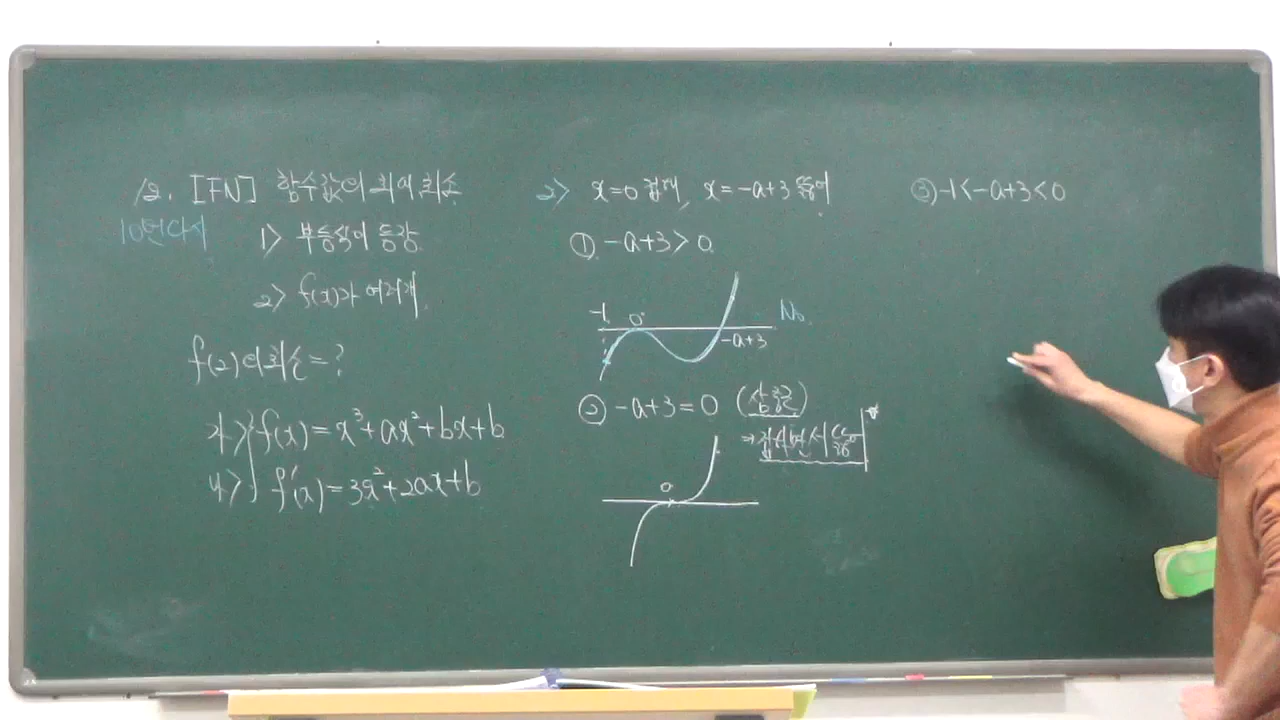 12. [FN] 함수값의 최대 최소
10번다시
1> 부등식이 등장
2> f(x)가 여러개
f(2)의 최소=?
가> f(x)=x³+ax²+bx+b
나> f'(x)=3x²+2ax+b
2> x=0 접해, x=-a+3 뚫어
① -a+3>0
-1 0 -a+3 No.
② -a+3=0 (삼중근)
0
③ -1<-a+3<0